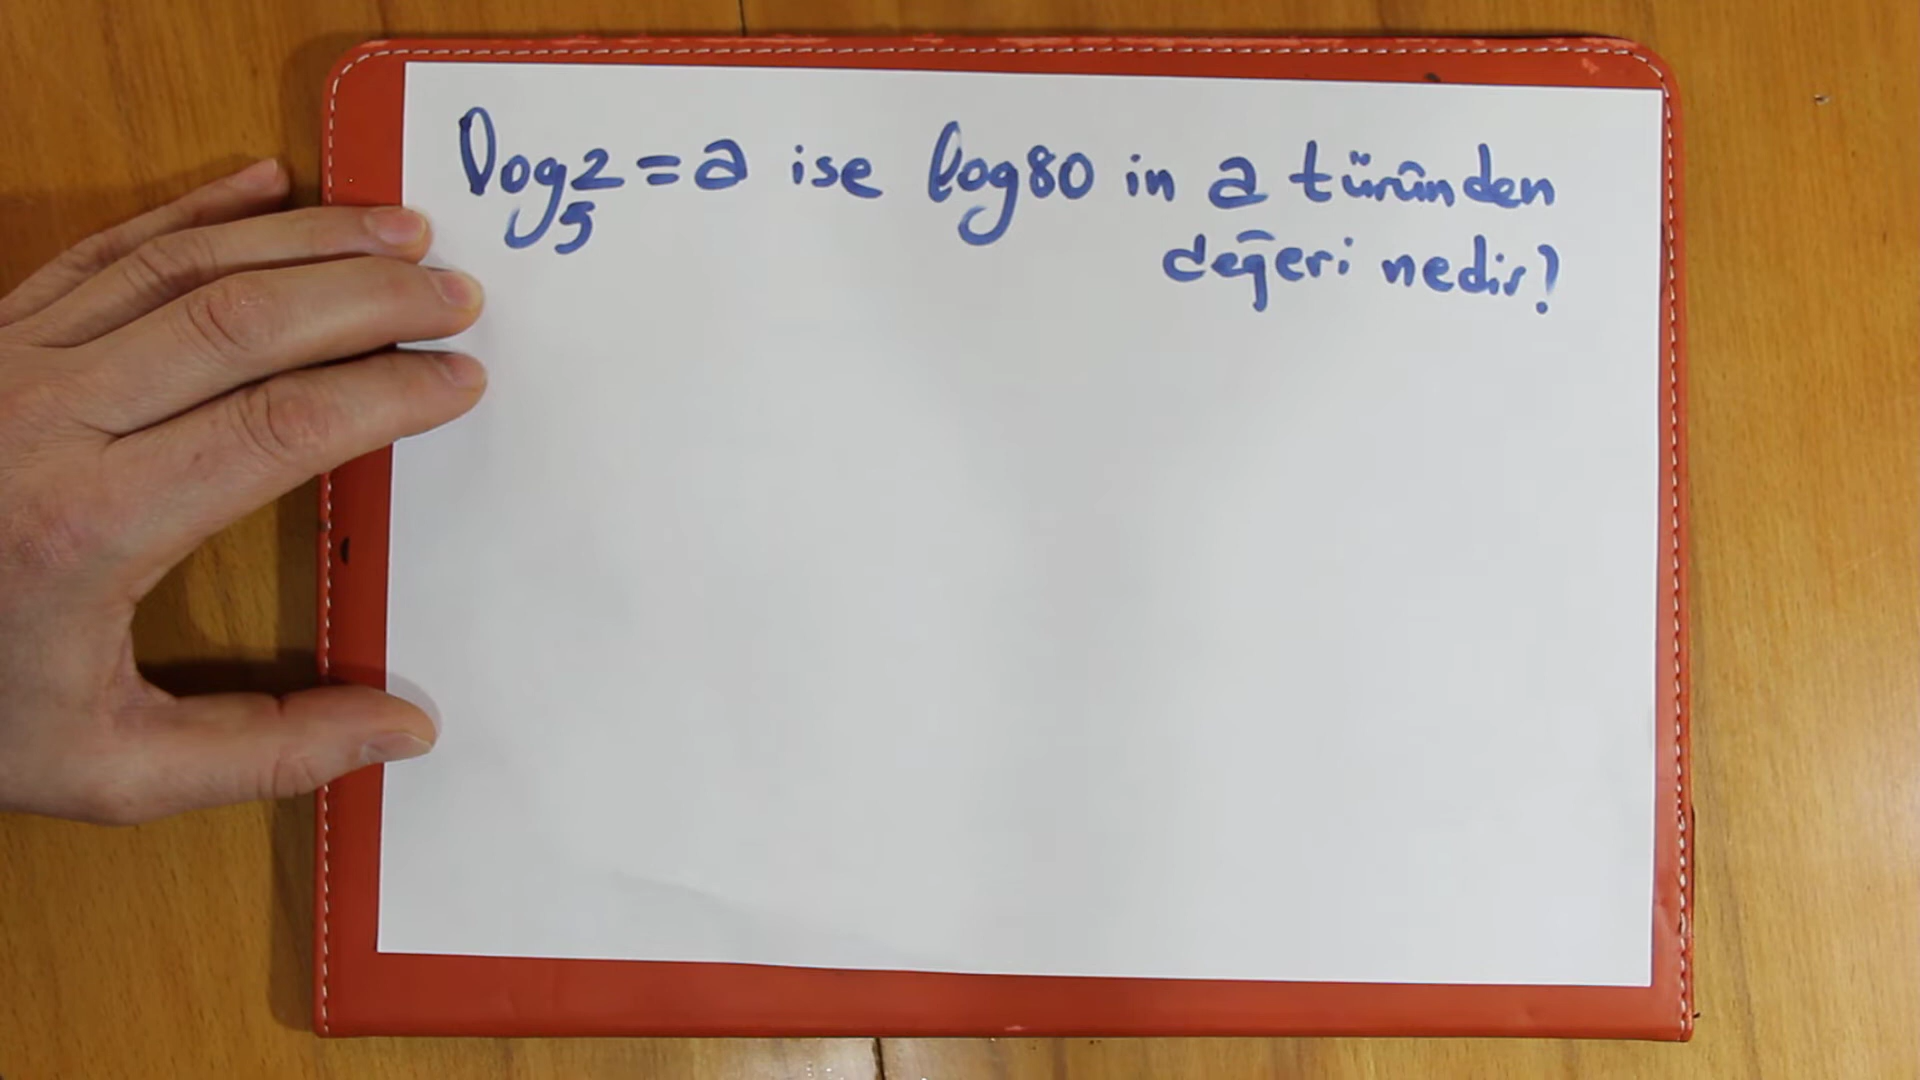 log₅2 = a ise log80 in a türünden
değeri nedir?